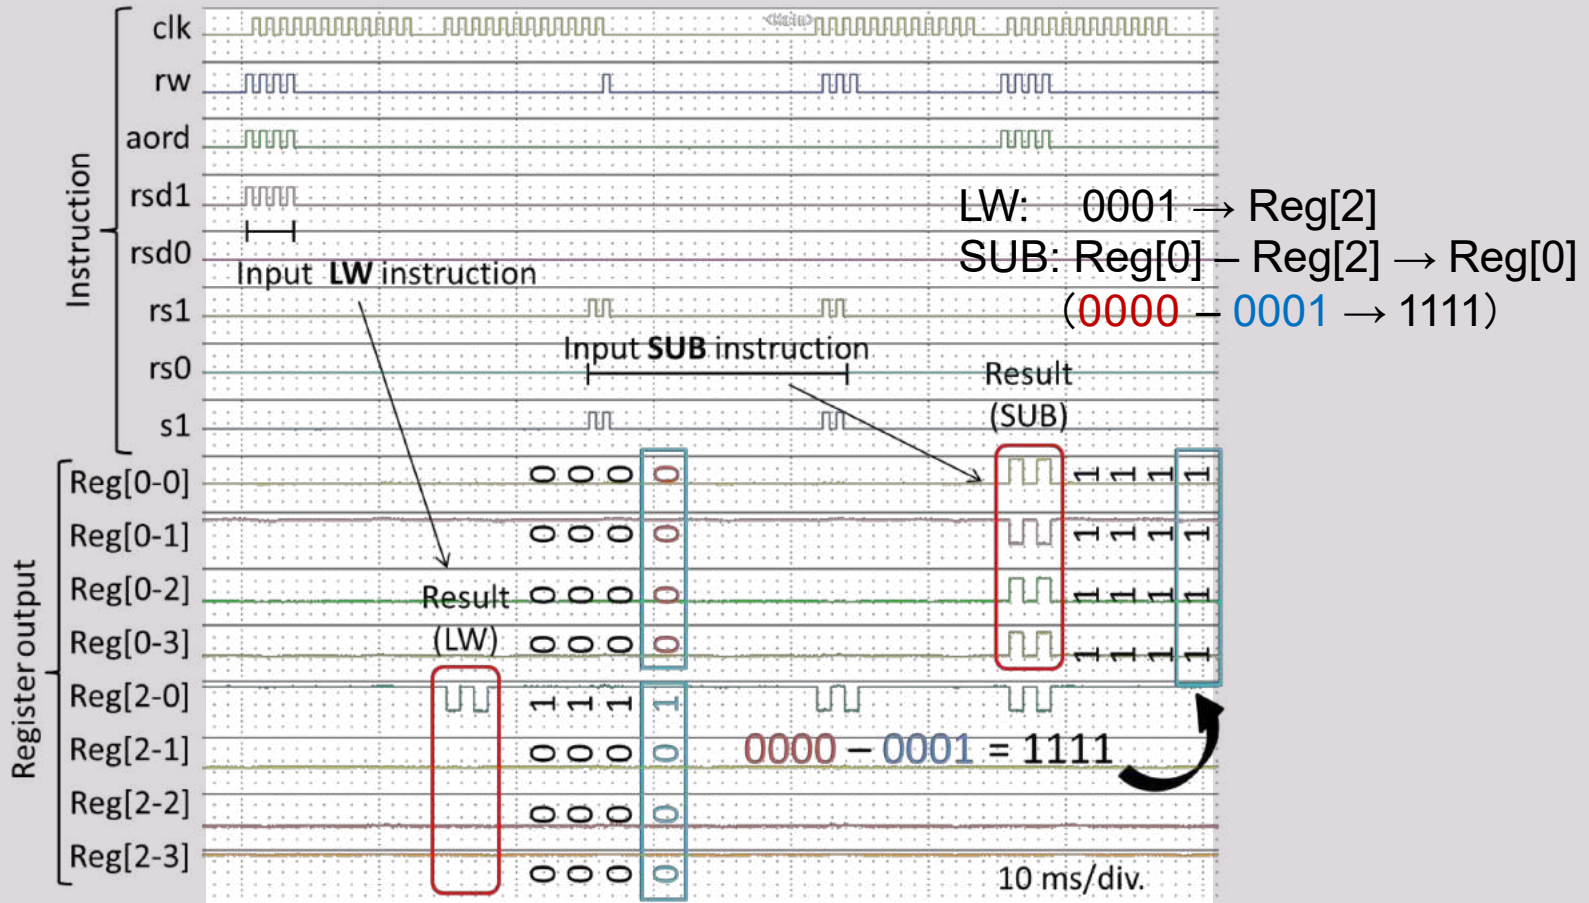 Instruction
clk
<Main>
rw
aord
rsd1
rsd0
Input LW instruction
LW: 0001 → Reg[2]
SUB: Reg[0] – Reg[2] → Reg[0]
(0000 – 0001 → 1111)
rs1
Input SUB instruction
rs0
Result
(SUB)
s1
Register output
Reg[0-0] 0 0 0 0 1 1 1 1
Reg[0-1] 0 0 0 0 1 1 1 1
Reg[0-2] 0 0 0 0 1 1 1 1
Result
(LW)
Reg[0-3] 0 0 0 0 1 1 1 1
Reg[2-0] 1 1 1 1
Reg[2-1] 0 0 0 0
0000 – 0001 = 1111
Reg[2-2] 0 0 0 0
Reg[2-3] 0 0 0 0
10 ms/div.